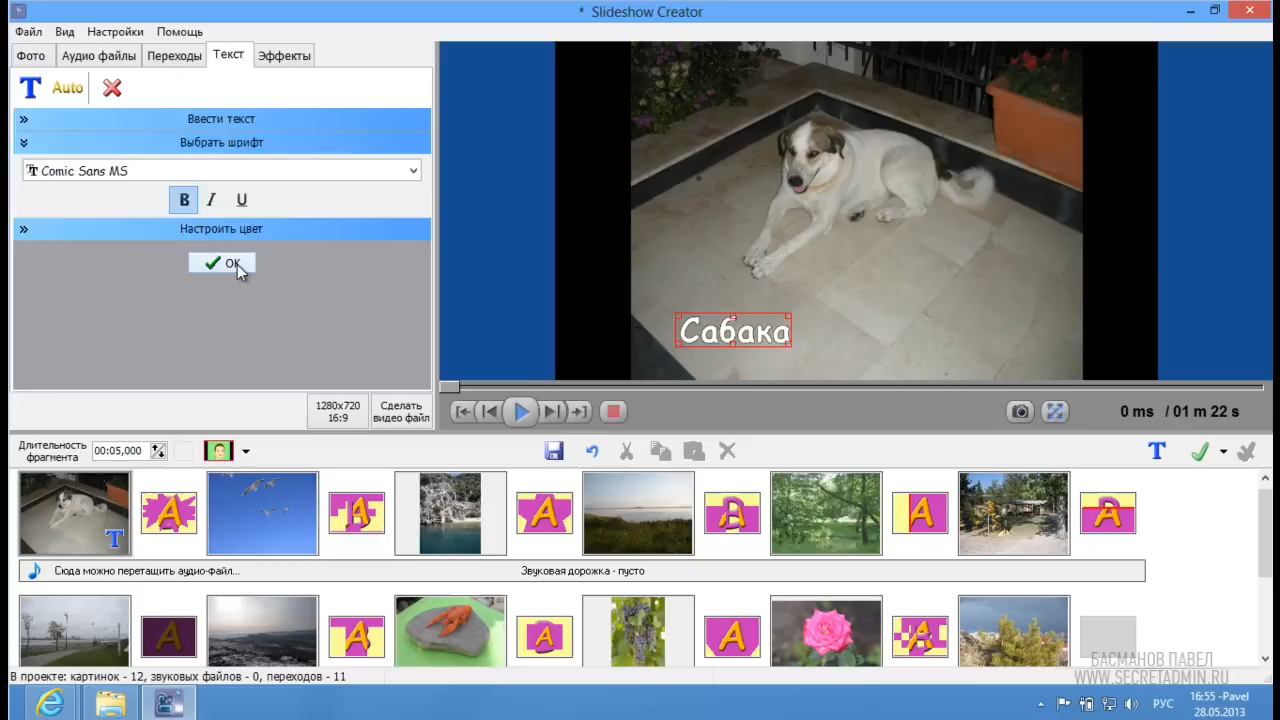 * Slideshow Creator
Файл Вид Настройки Помощь
Фото Аудио файлы Переходы Текст Эффекты
T Auto
Ввести текст
Выбрать шрифт
Comic Sans MS
B I U
Настроить цвет
OK
Сабака
1280x720
16:9
Сделать
видео файл
0 ms / 01 m 22 s
Длительность
фрагмента
00:05,000
T
T
A A A A A A
Сюда можно перетащить аудио-файл... Звуковая дорожка - пусто
A A A A A
БАСМАНОВ ПАВЕЛ
WWW.SECRETADMIN.RU
В проекте: картинок - 12, звуковых файлов - 0, переходов - 11
РУС
16:55 -Pavel
28.05.2013